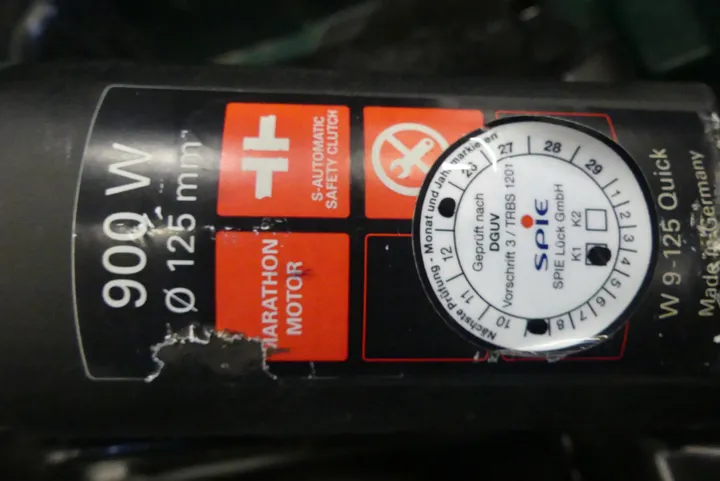 900 W
Ø 125 mm
S-AUTOMATIC
SAFETY CLUTCH
MARATHON
MOTOR
Nächste Prüfung - Monat und Jahr markieren
26 27 28 29
1 2 3 4 5 6 7 8
10 11 12
Geprüft nach
DGUV
Vorschrift 3 / TRBS 1201
SPIE
SPIE Lück GmbH
K1 K2
W 9-125 Quick
Made in Germany